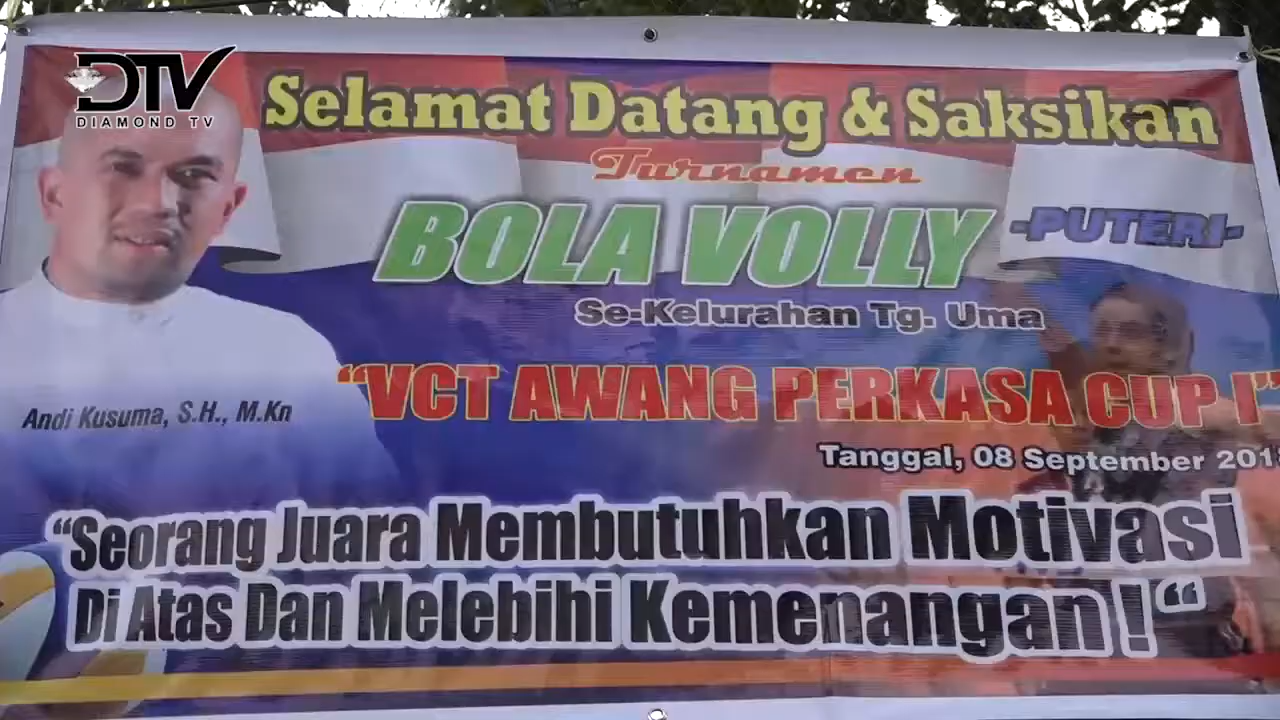 DTV
DIAMOND TV
Selamat Datang & Saksikan
Turnamen
BOLA VOLLY
-PUTERI-
Se-Kelurahan Tg. Uma
"VCT AWANG PERKASA CUP I"
Andi Kusuma, S.H., M.Kn
Tanggal, 08 September 2018
"Seorang Juara Membutuhkan Motivasi
Di Atas Dan Melebihi Kemenangan !"